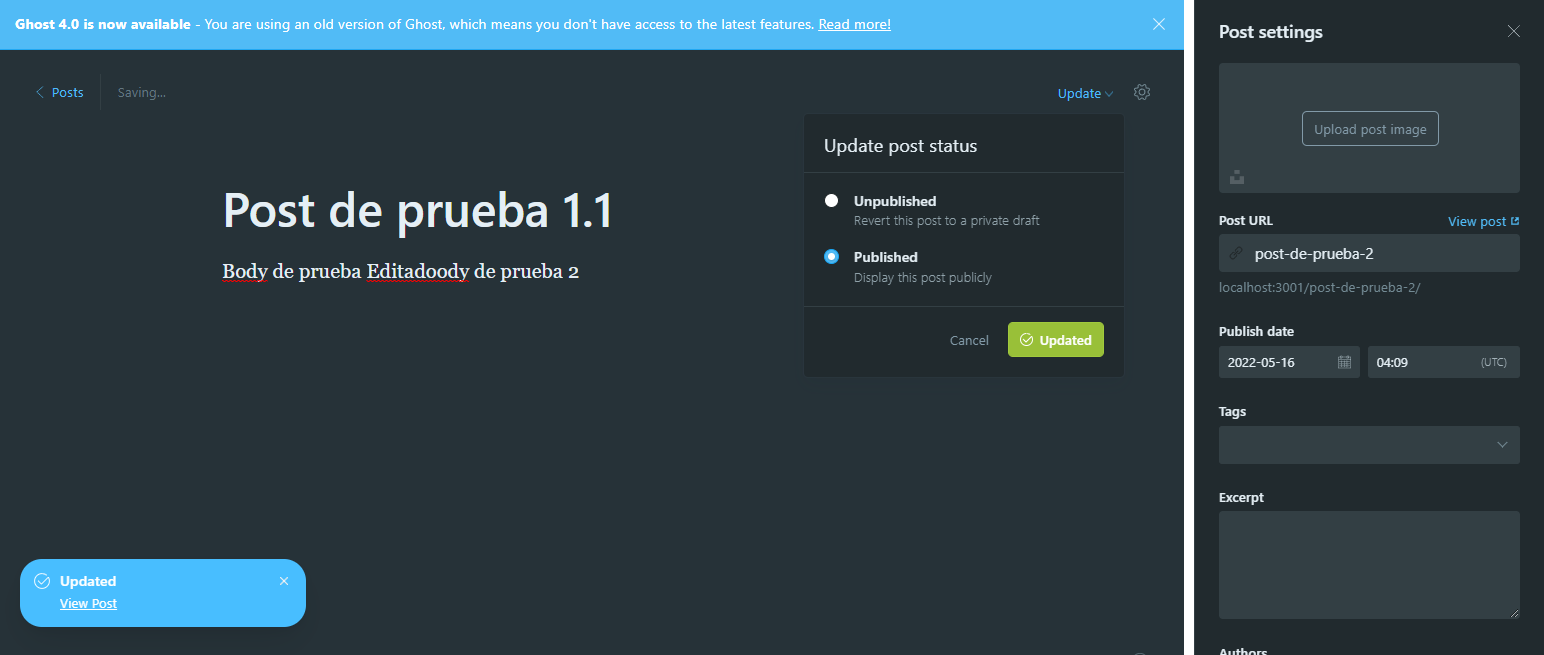 Ghost 4.0 is now available - You are using an old version of Ghost, which means you don't have access to the latest features. Read more!
Posts
Saving...
Update
Update post status
Unpublished
Revert this post to a private draft
Published
Display this post publicly
Cancel
Updated
Post de prueba 1.1
Body de prueba Editadoody de prueba 2
Updated
View Post
Post settings
Upload post image
Post URL
View post
post-de-prueba-2
localhost:3001/post-de-prueba-2/
Publish date
2022-05-16
04:09
(UTC)
Tags
Excerpt
Authors